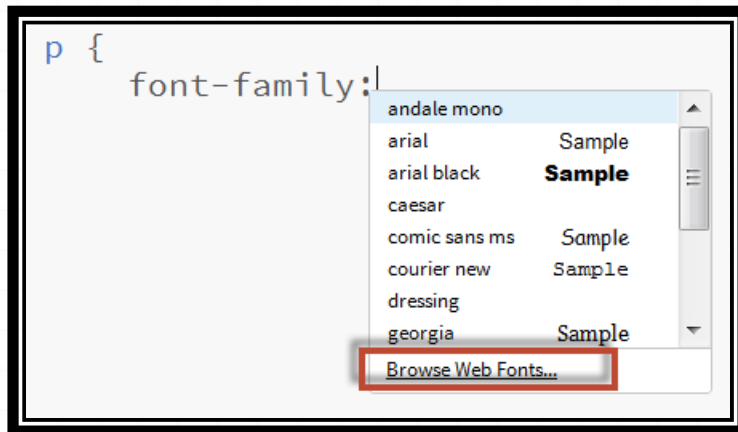 p {
font-family:
andale mono
arial Sample
arial black Sample
caesar
comic sans ms Sample
courier new Sample
dressing
georgia Sample
Browse Web Fonts...